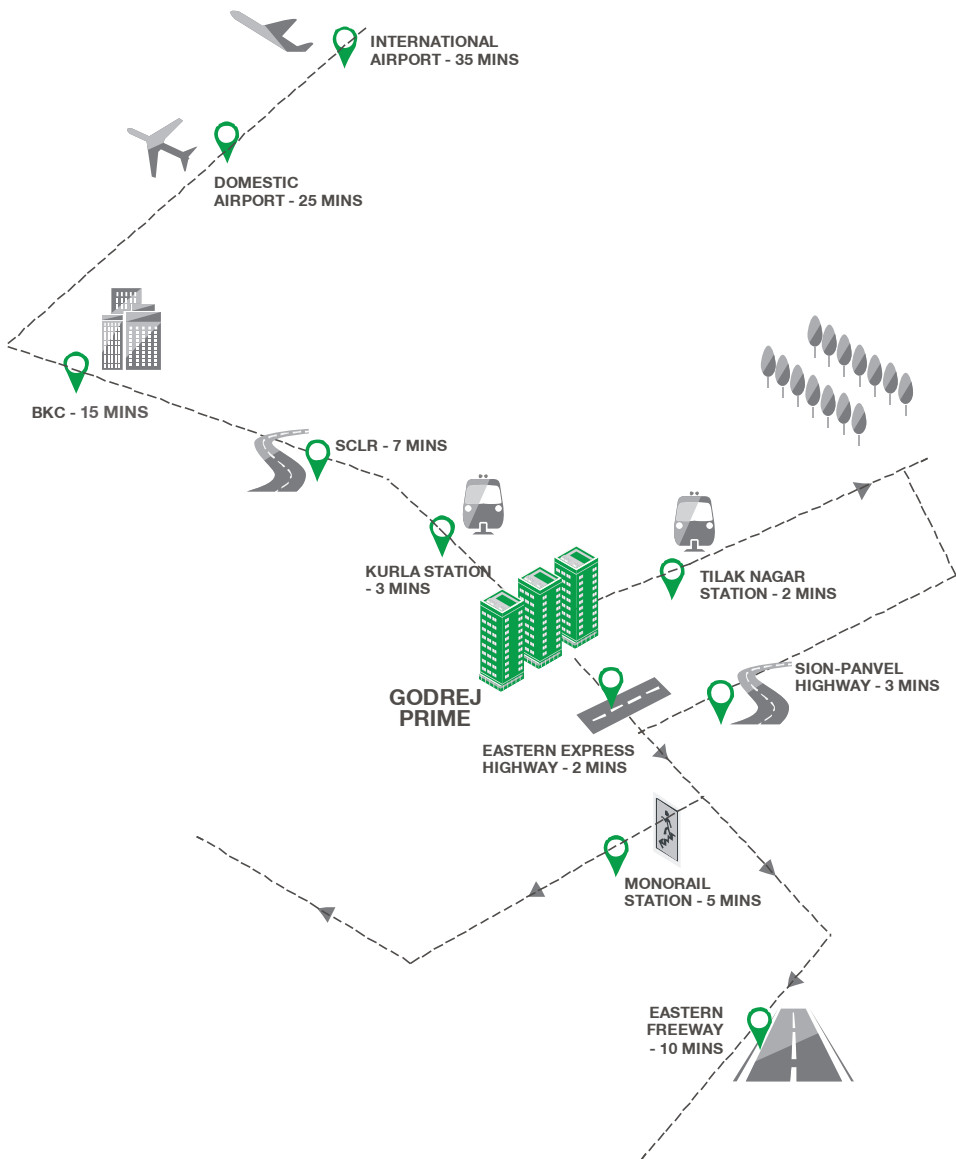 INTERNATIONAL
AIRPORT - 35 MINS
DOMESTIC
AIRPORT - 25 MINS
BKC - 15 MINS
SCLR - 7 MINS
KURLA STATION
- 3 MINS
TILAK NAGAR
STATION - 2 MINS
SION-PANVEL
HIGHWAY - 3 MINS
GODREJ
PRIME
EASTERN EXPRESS
HIGHWAY - 2 MINS
MONORAIL
STATION - 5 MINS
EASTERN
FREEWAY
- 10 MINS